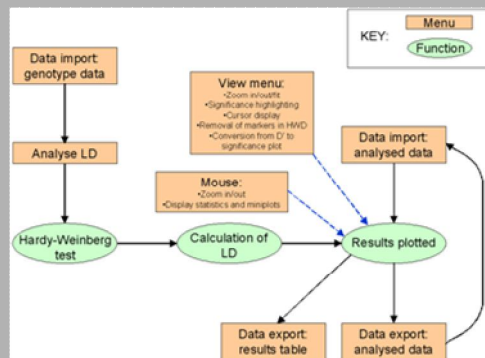 KEY:
Menu
Function
Data import:
genotype data
View menu:
•Zoom in/out/fit
•Significance highlighting
•Cursor display
•Removal of markers in HWD
•Conversion from D' to
significance plot
Analyse LD
Data import:
analysed data
Mouse:
•Zoom in/out
•Display statistics and miniplots
Hardy-Weinberg
test
Calculation of
LD
Results plotted
Data export:
results table
Data export:
analysed data